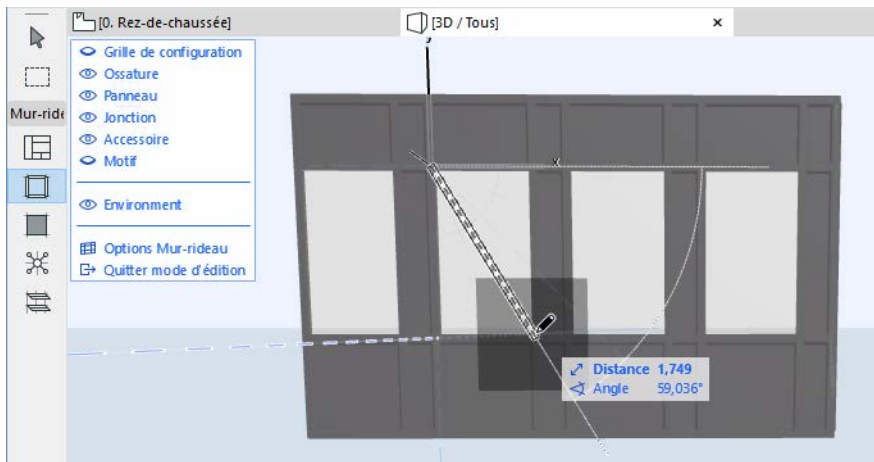 [0. Rez-de-chaussée]
[3D / Tous]
×
Mur-ride
Grille de configuration
Ossature
Panneau
Jonction
Accessoire
Motif
Environment
Options Mur-rideau
Quitter mode d'édition
x
Distance 1,749
Angle 59,036°